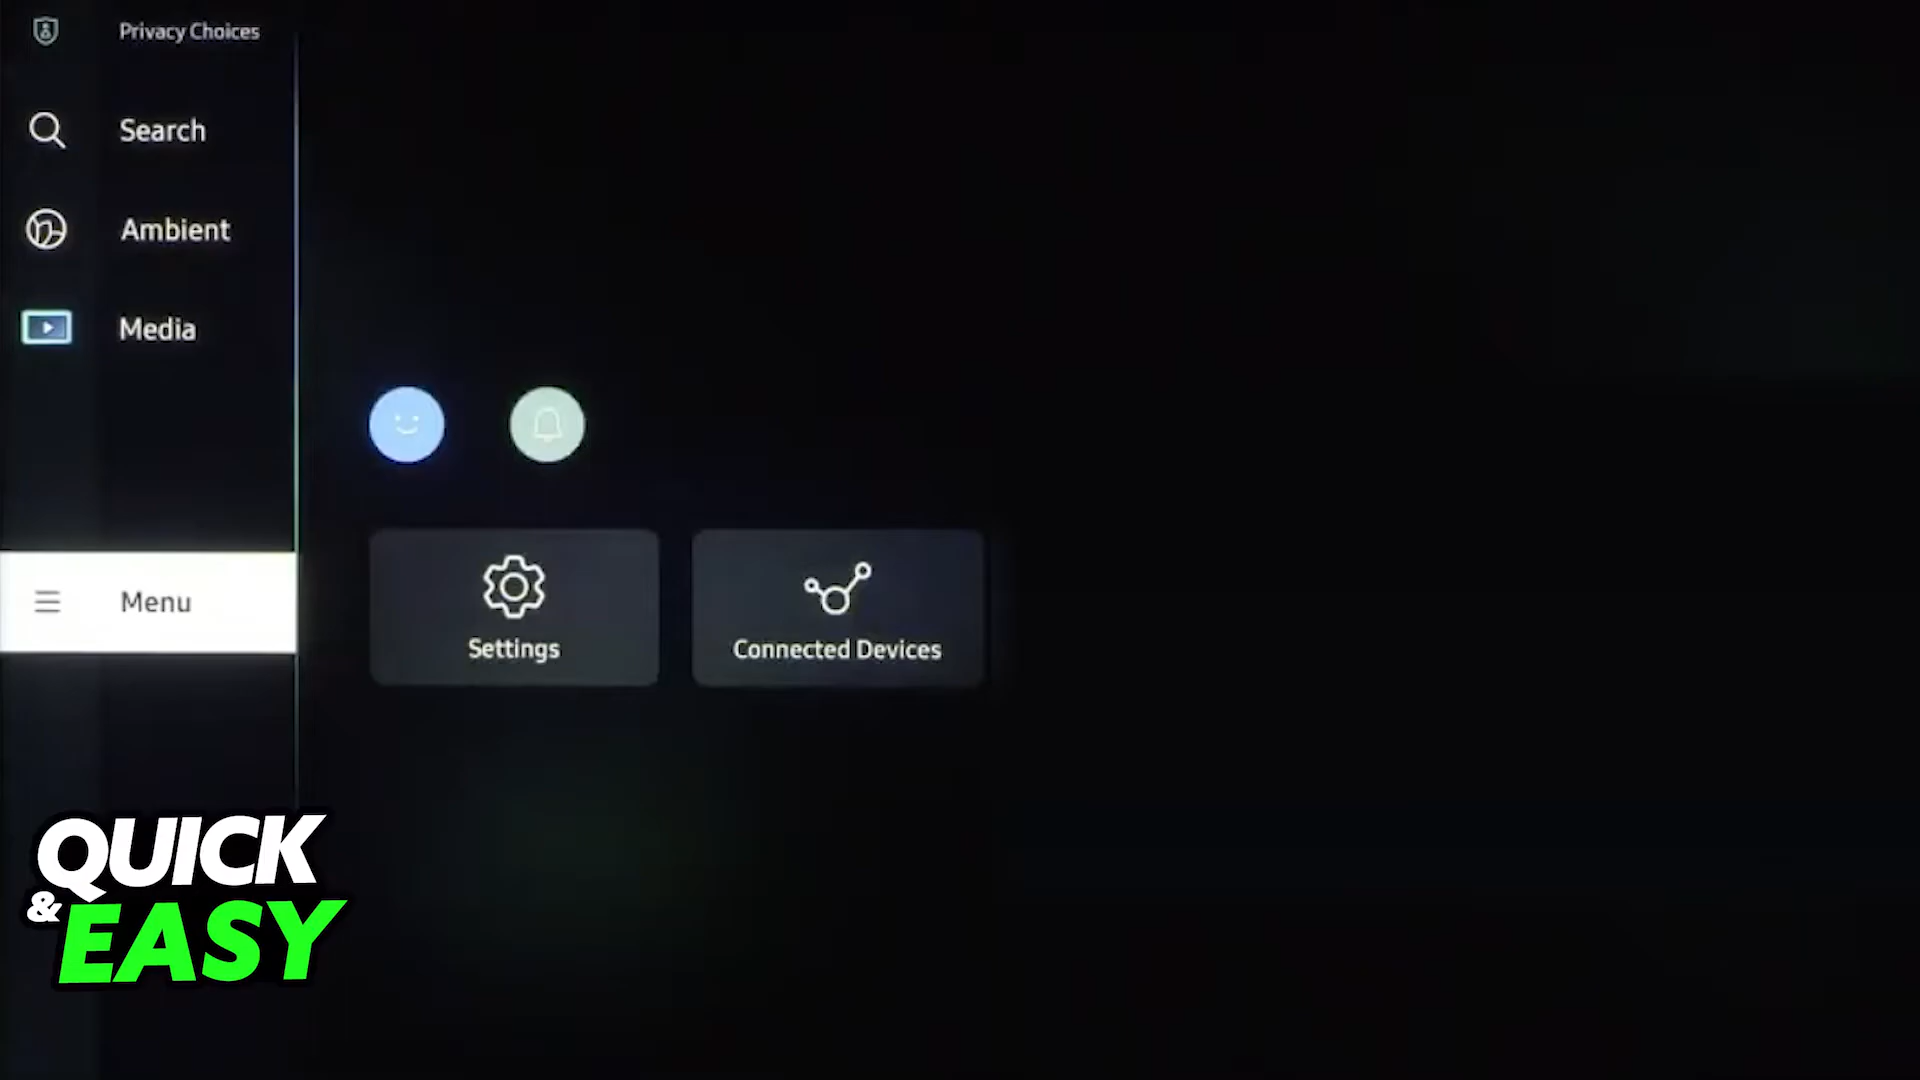 Privacy Choices
Search
Ambient
Media
Menu
Settings
Connected Devices
QUICK
&EASY